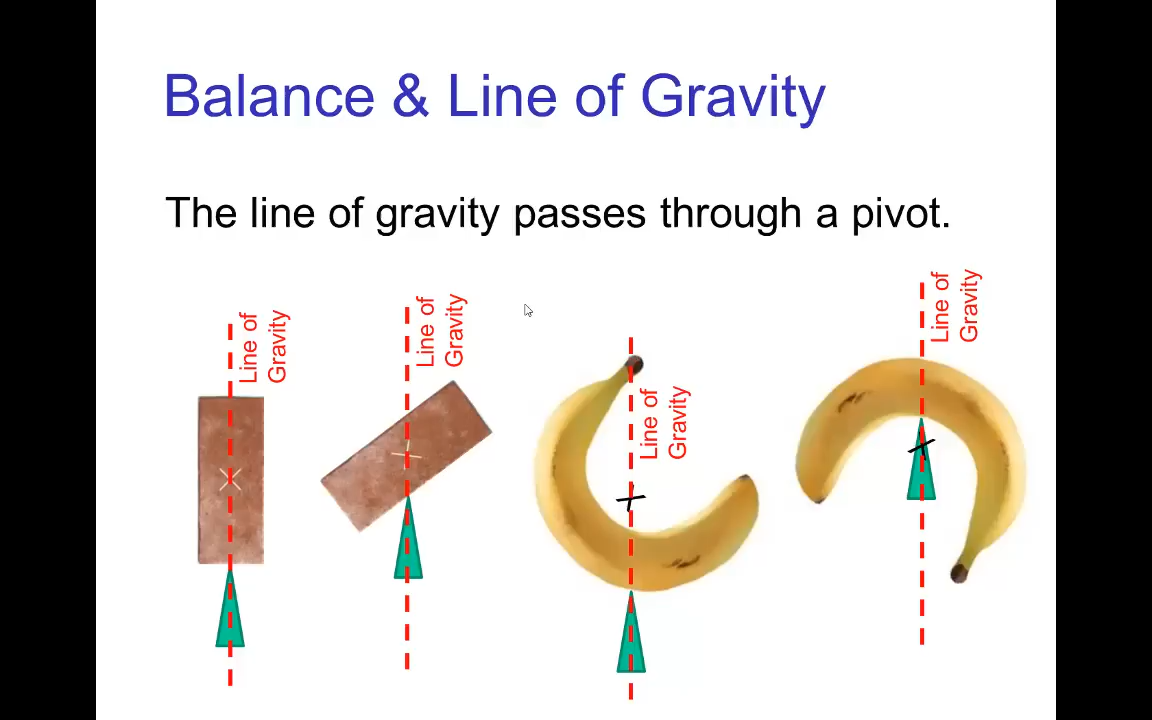 Balance & Line of Gravity
The line of gravity passes through a pivot.
Line of
Gravity
Line of
Gravity
Line of
Gravity
Line of
Gravity